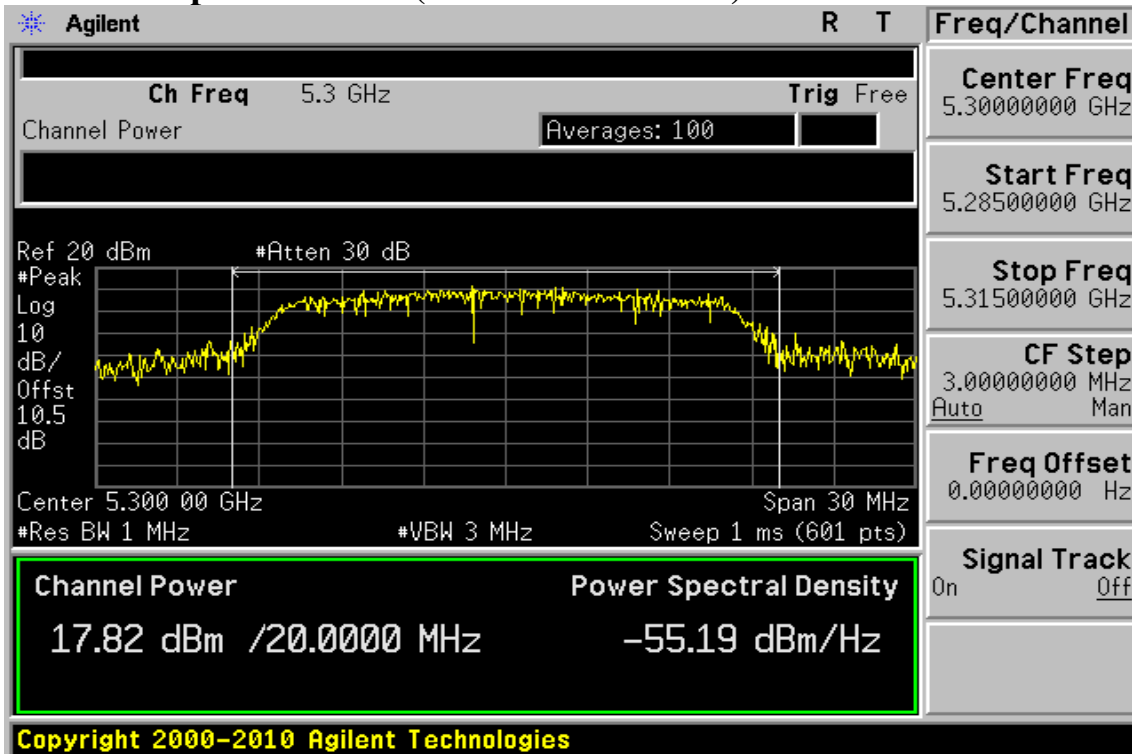 Agilent R T
Ch Freq 5.3 GHz Trig Free
Channel Power Averages: 100
Ref 20 dBm #Atten 30 dB
#Peak
Log
10
dB/
Offst
10.5
dB
Center 5.300 00 GHz Span 30 MHz
#Res BW 1 MHz #VBW 3 MHz Sweep 1 ms (601 pts)
Channel Power Power Spectral Density
17.82 dBm /20.0000 MHz -55.19 dBm/Hz
Copyright 2000-2010 Agilent Technologies
Freq/Channel
Center Freq
5.30000000 GHz
Start Freq
5.28500000 GHz
Stop Freq
5.31500000 GHz
CF Step
3.00000000 MHz
Auto Man
Freq Offset
0.00000000 Hz
Signal Track
On Off